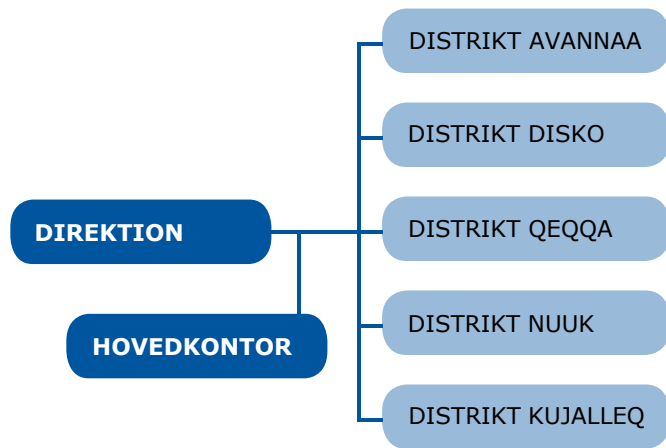 DIREKTION
HOVEDKONTOR
DISTRIKT AVANNAA
DISTRIKT DISKO
DISTRIKT QEQQA
DISTRIKT NUUK
DISTRIKT KUJALLEQ